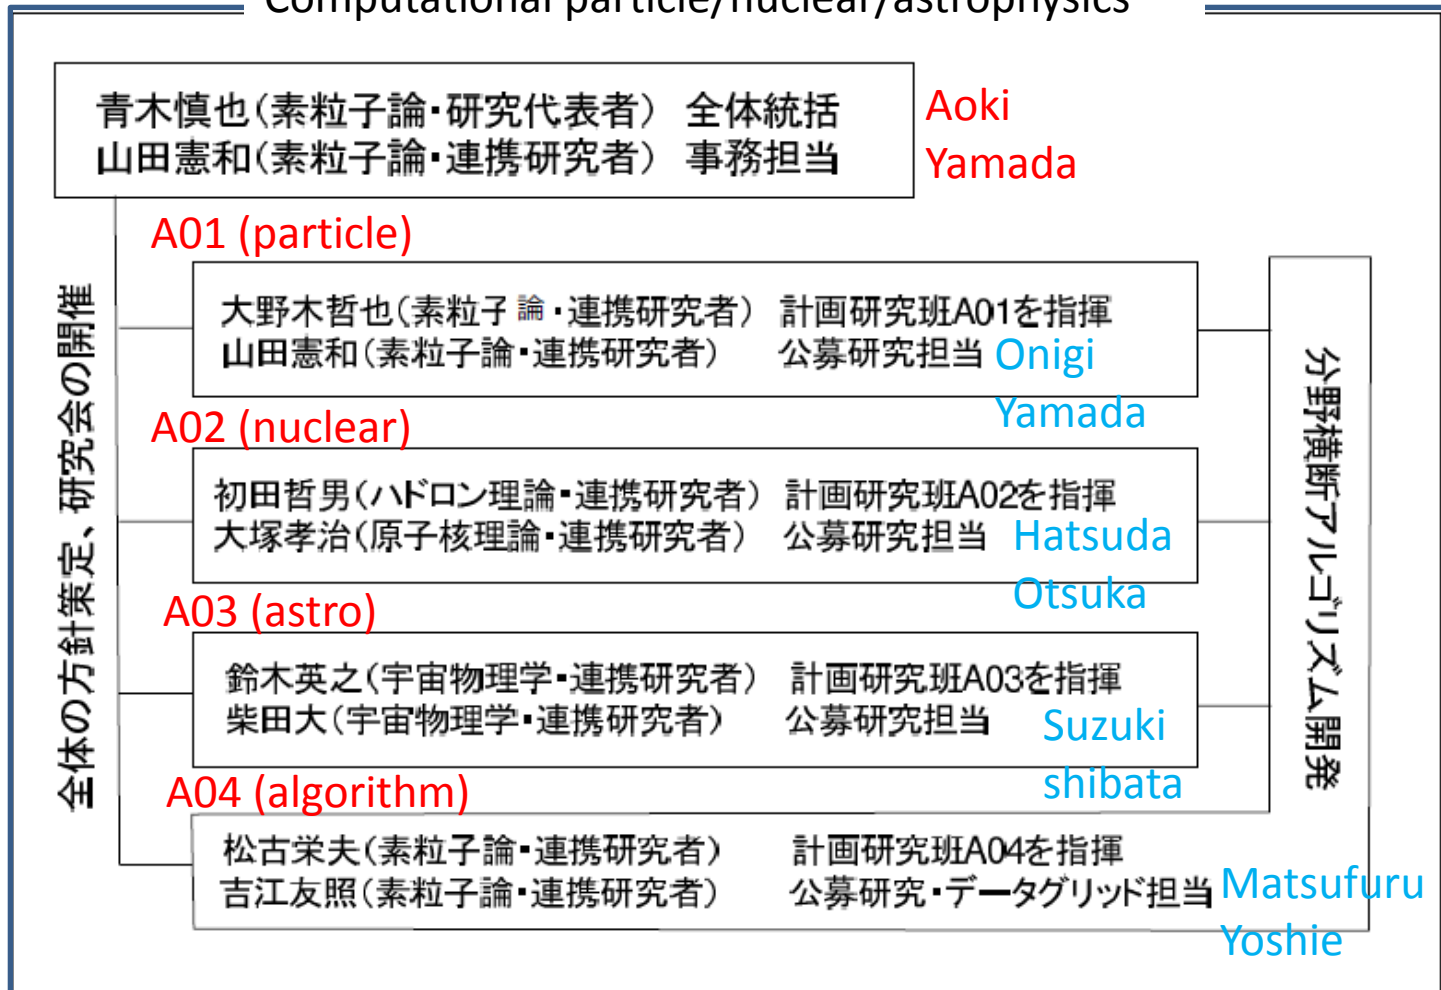 Computational particle/nuclear/astrophysics
青木慎也(素粒子論・研究代表者) 全体統括
山田憲和(素粒子論・連携研究者) 事務担当
Aoki
Yamada
全体の方針策定、研究会の開催
A01 (particle)
大野木哲也(素粒子論・連携研究者) 計画研究班A01を指揮
山田憲和(素粒子論・連携研究者) 公募研究担当
Onigi
Yamada
A02 (nuclear)
初田哲男(ハドロン理論・連携研究者) 計画研究班A02を指揮
大塚孝治(原子核理論・連携研究者) 公募研究担当
Hatsuda
Otsuka
A03 (astro)
鈴木英之(宇宙物理学・連携研究者) 計画研究班A03を指揮
柴田大(宇宙物理学・連携研究者) 公募研究担当
Suzuki
shibata
A04 (algorithm)
松古栄夫(素粒子論・連携研究者) 計画研究班A04を指揮
吉江友照(素粒子論・連携研究者) 公募研究・データグリッド担当
Matsufuru
Yoshie
分野横断アルゴリズム開発